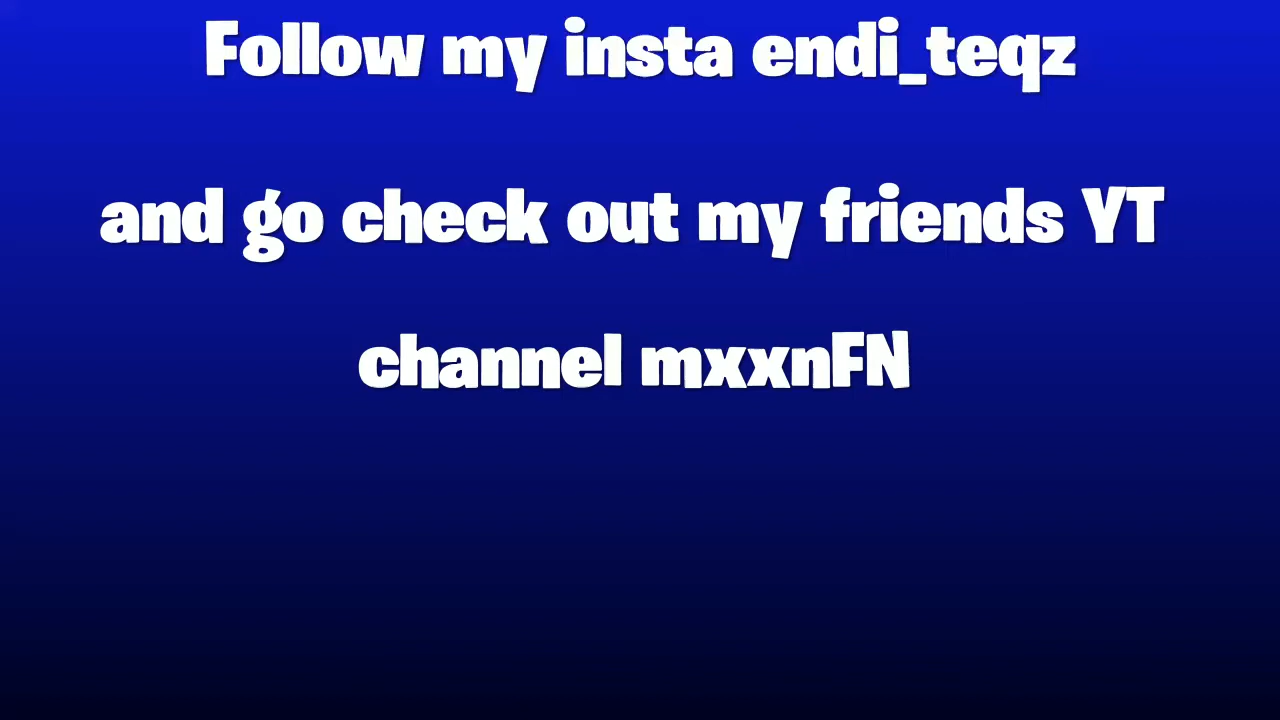 Follow my insta endi_teqz
and go check out my friends YT
channel mxxnFN